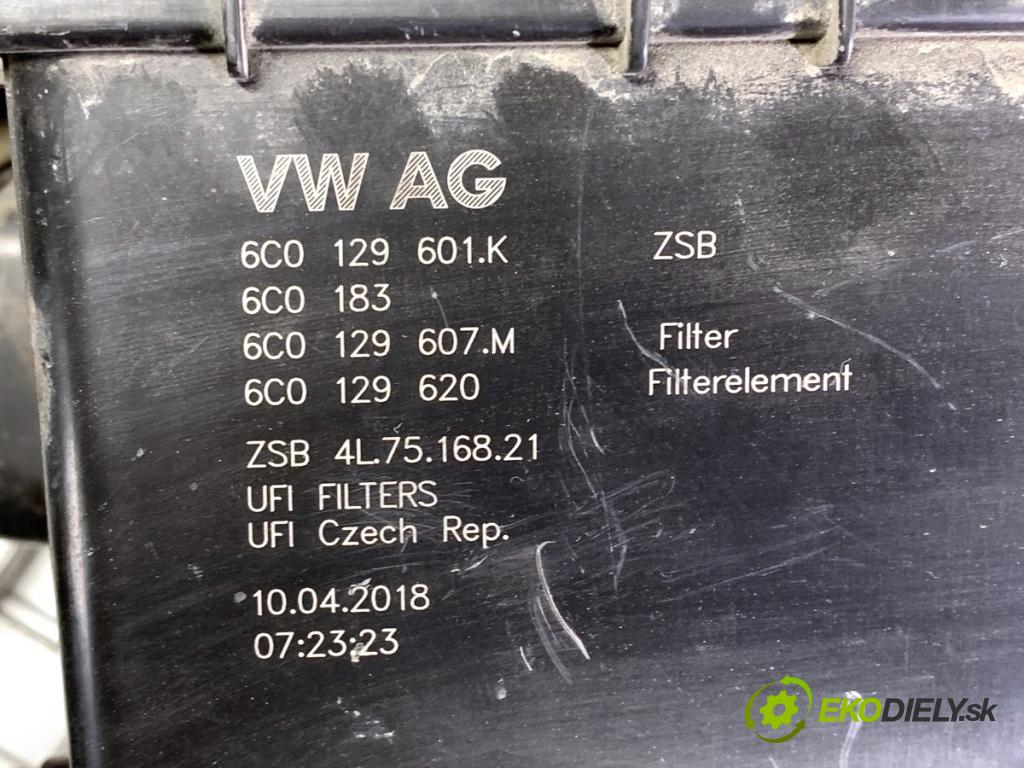 VW AG
6C0 129 601.K ZSB
6C0 183
6C0 129 607.M Filter
6C0 129 620 Filterelement
ZSB 4L.75.168.21
UFI FILTERS
UFI Czech Rep.
10.04.2018
07:23:23
EKODIELY.sk